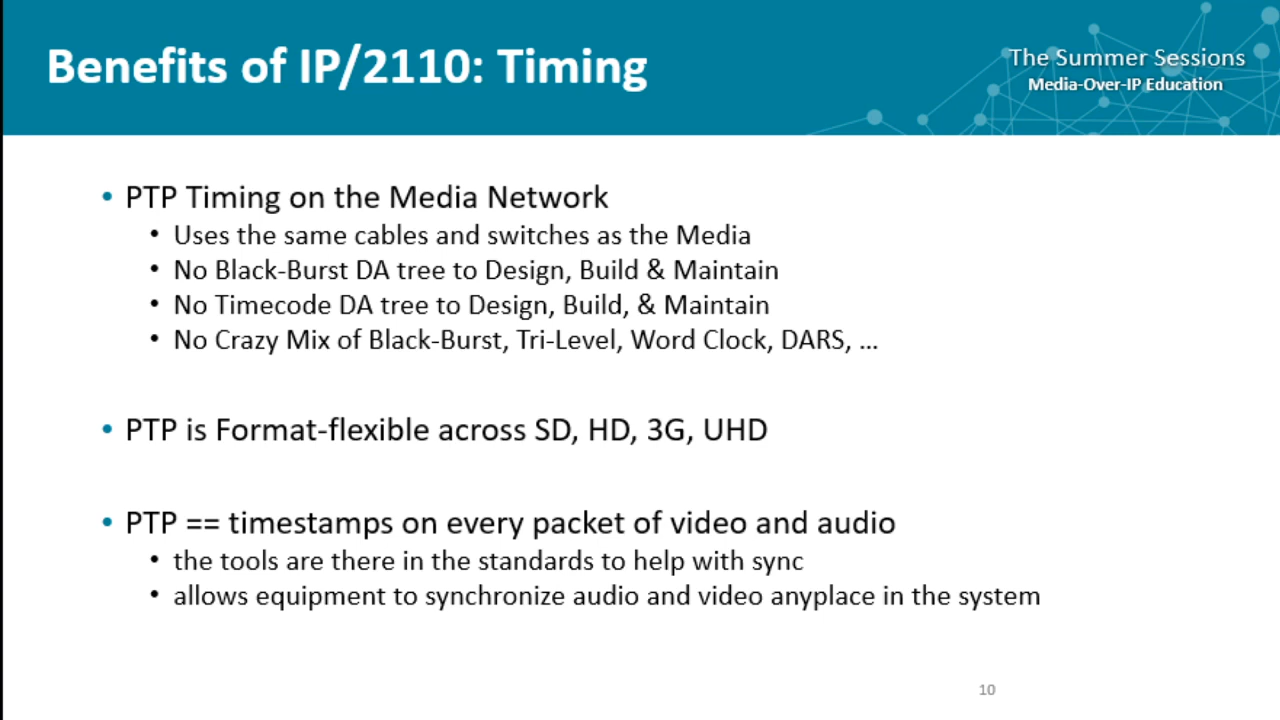 Benefits of IP/2110: Timing
The Summer Sessions
Media-Over-IP Education
• PTP Timing on the Media Network
• Uses the same cables and switches as the Media
• No Black-Burst DA tree to Design, Build & Maintain
• No Timecode DA tree to Design, Build, & Maintain
• No Crazy Mix of Black-Burst, Tri-Level, Word Clock, DARS, ...
• PTP is Format-flexible across SD, HD, 3G, UHD
• PTP == timestamps on every packet of video and audio
• the tools are there in the standards to help with sync
• allows equipment to synchronize audio and video anyplace in the system
10